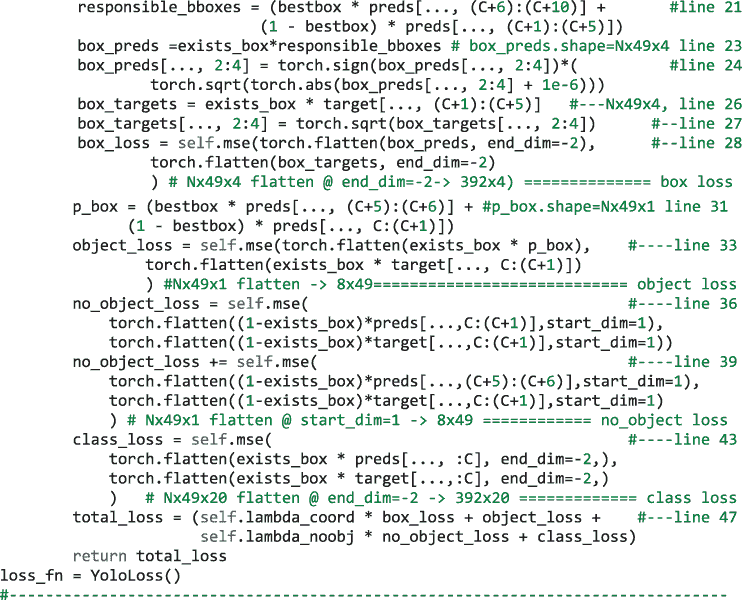 responsible_bboxes = (bestbox * preds[..., (C+6):(C+10)] + #line 21
(1 - bestbox) * preds[..., (C+1):(C+5)])
box_preds =exists_box*responsible_bboxes # box_preds.shape=Nx49x4 line 23
box_preds[..., 2:4] = torch.sign(box_preds[..., 2:4])*( #line 24
torch.sqrt(torch.abs(box_preds[..., 2:4] + 1e-6)))
box_targets = exists_box * target[..., (C+1):(C+5)] #---Nx49x4, line 26
box_targets[..., 2:4] = torch.sqrt(box_targets[..., 2:4]) #--line 27
box_loss = self.mse(torch.flatten(box_preds, end_dim=-2), #--line 28
torch.flatten(box_targets, end_dim=-2)
) # Nx49x4 flatten @ end_dim=-2-> 392x4) ============== box loss
p_box = (bestbox * preds[..., (C+5):(C+6)] + #p_box.shape=Nx49x1 line 31
(1 - bestbox) * preds[..., C:(C+1)])
object_loss = self.mse(torch.flatten(exists_box * p_box), #----line 33
torch.flatten(exists_box * target[..., C:(C+1)])
) #Nx49x1 flatten -> 8x49============================ object loss
no_object_loss = self.mse( #----line 36
torch.flatten((1-exists_box)*preds[...,C:(C+1)],start_dim=1),
torch.flatten((1-exists_box)*target[...,C:(C+1)],start_dim=1))
no_object_loss += self.mse( #----line 39
torch.flatten((1-exists_box)*preds[...,(C+5):(C+6)],start_dim=1),
torch.flatten((1-exists_box)*target[...,C:(C+1)],start_dim=1)
) # Nx49x1 flatten @ start_dim=1 -> 8x49 ============ no_object loss
class_loss = self.mse( #----line 43
torch.flatten(exists_box * preds[..., :C], end_dim=-2,),
torch.flatten(exists_box * target[...,:C], end_dim=-2,)
) # Nx49x20 flatten @ end_dim=-2 -> 392x20 ============= class loss
total_loss = (self.lambda_coord * box_loss + object_loss + #---line 47
self.lambda_noobj * no_object_loss + class_loss)
return total_loss
loss_fn = YoloLoss()
#-------------------------------------------------------------------------------